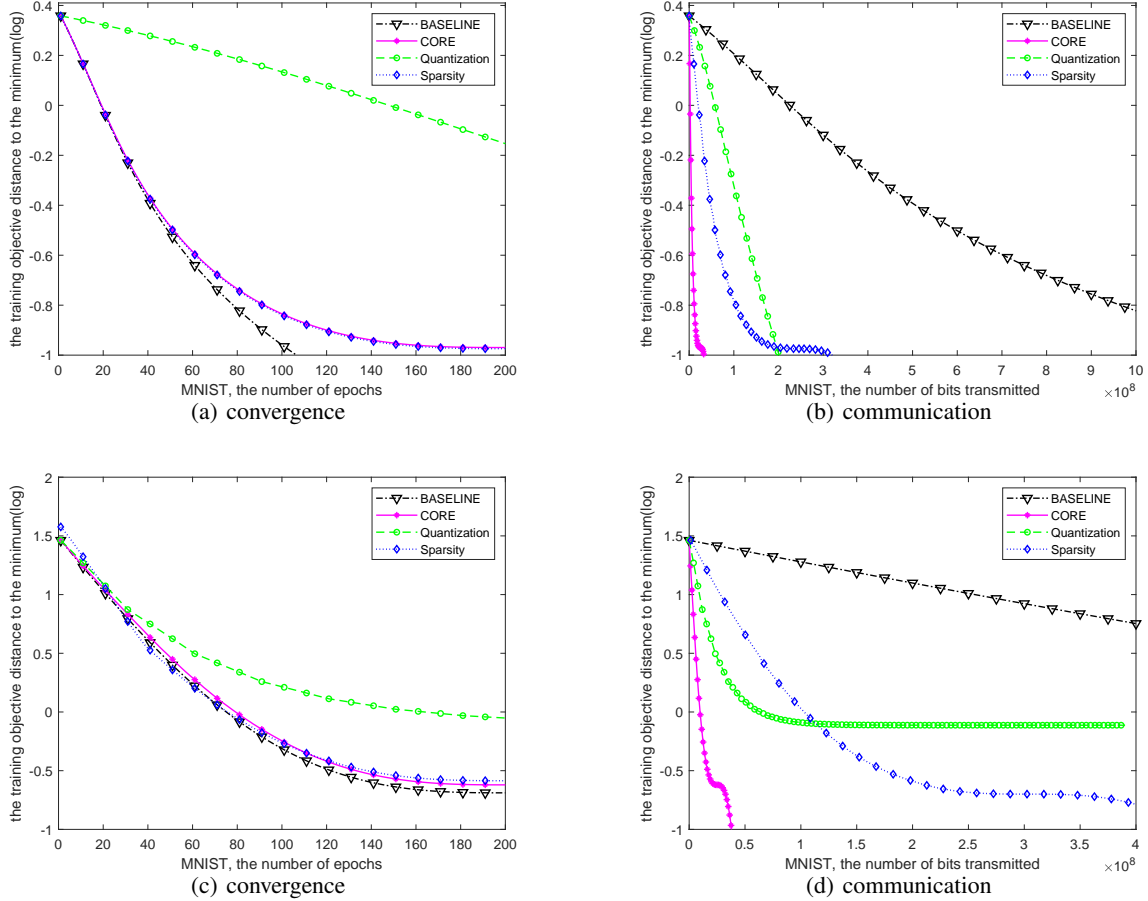 the training objective distance to the minimum(log)
0.4
0.2
0
-0.2
-0.4
-0.6
-0.8
-1
BASELINE
CORE
Quantization
Sparsity
0 20 40 60 80 100 120 140 160 180 200
MNIST, the number of epochs
(a) convergence
the training objective distance to the minimum(log)
0.4
0.2
0
-0.2
-0.4
-0.6
-0.8
-1
BASELINE
CORE
Quantization
Sparsity
0 1 2 3 4 5 6 7 8 9 10
MNIST, the number of bits transmitted
×10^8
(b) communication
the training objective distance to the minimum(log)
2
1.5
1
0.5
0
-0.5
-1
BASELINE
CORE
Quantization
Sparsity
0 20 40 60 80 100 120 140 160 180 200
MNIST, the number of epochs
(c) convergence
the training objective distance to the minimum(log)
2
1.5
1
0.5
0
-0.5
-1
BASELINE
CORE
Quantization
Sparsity
0 0.5 1 1.5 2 2.5 3 3.5 4
MNIST, the number of bits transmitted
×10^8
(d) communication